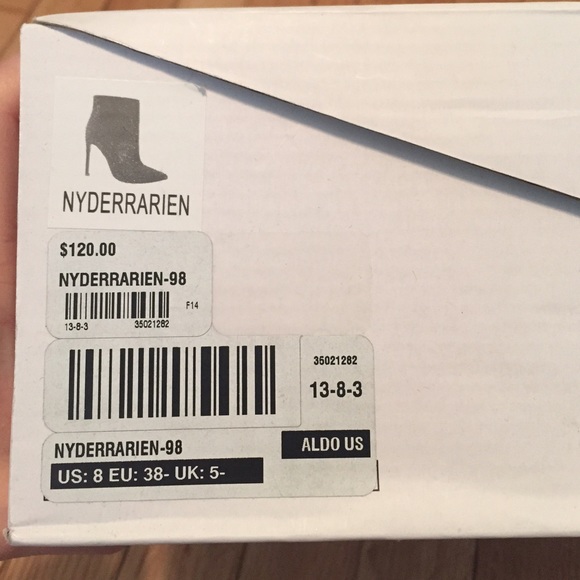 NYDERRARIEN
$120.00
NYDERRARIEN-98
F14
13-8-3 35021282
35021282
13-8-3
NYDERRARIEN-98
ALDO US
US: 8 EU: 38- UK: 5-